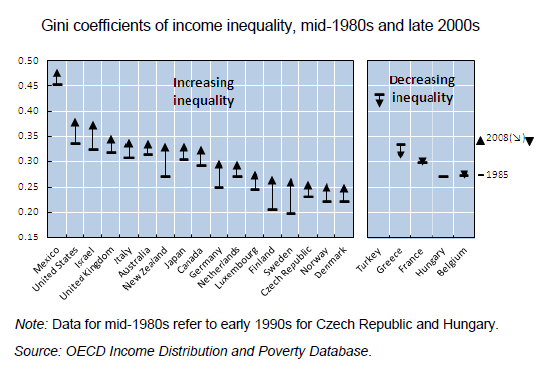 Gini coefficients of income inequality, mid-1980s and late 2000s
0.50
0.45
0.40
0.35
0.30
0.25
0.20
0.15
Increasing
inequality
Decreasing
inequality
2008(↘)
1985
Mexico
United States
Israel
United Kingdom
Italy
Australia
New Zealand
Japan
Canada
Germany
Netherlands
Luxembourg
Finland
Sweden
Czech Republic
Norway
Denmark
Turkey
Greece
France
Hungary
Belgium
Note: Data for mid-1980s refer to early 1990s for Czech Republic and Hungary.
Source: OECD Income Distribution and Poverty Database.